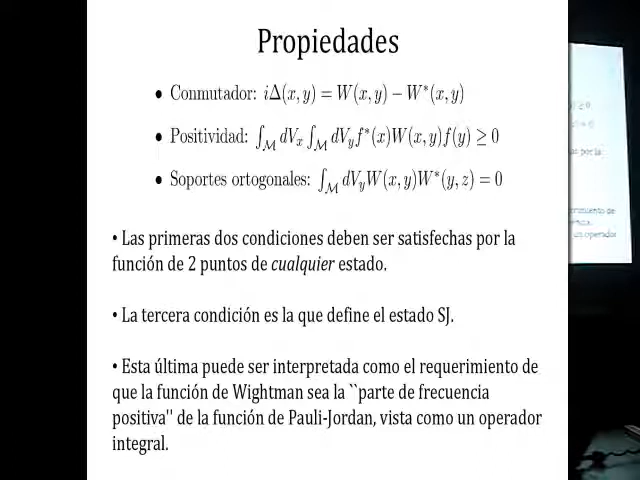 Propiedades
• Conmutador: iΔ(x, y) = W(x, y) − W*(x, y)
• Positividad: ∫_M dV_x ∫_M dV_y f*(x)W(x, y)f(y) ≥ 0
• Soportes ortogonales: ∫_M dV_y W(x, y)W*(y, z) = 0
• Las primeras dos condiciones deben ser satisfechas por la
función de 2 puntos de cualquier estado.
• La tercera condición es la que define el estado SJ.
• Esta última puede ser interpretada como el requerimiento de
que la función de Wightman sea la ``parte de frecuencia
positiva'' de la función de Pauli-Jordan, vista como un operador
integral.